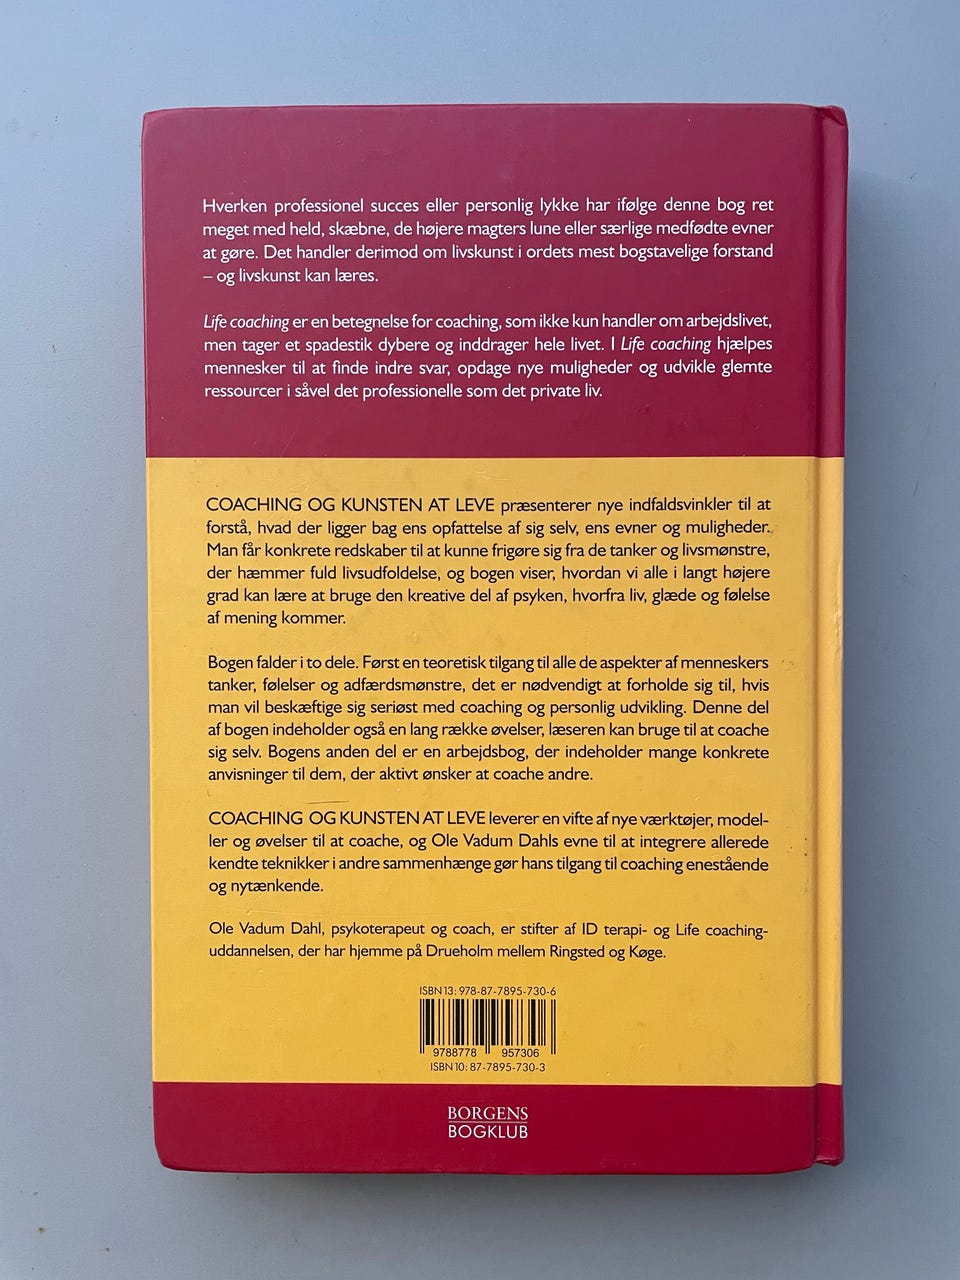 Hverken professionel succes eller personlig lykke har ifølge denne bog ret
meget med held, skæbne, de højere magters lune eller særlige medfødte evner
at gøre. Det handler derimod om livskunst i ordets mest bogstavelige forstand
– og livskunst kan læres.
Life coaching er en betegnelse for coaching, som ikke kun handler om arbejdslivet,
men tager et spadestik dybere og inddrager hele livet. I Life coaching hjælpes
mennesker til at finde indre svar, opdage nye muligheder og udvikle glemte
ressourcer i såvel det professionelle som det private liv.
COACHING OG KUNSTEN AT LEVE præsenterer nye indfaldsvinkler til at
forstå, hvad der ligger bag ens opfattelse af sig selv, ens evner og muligheder.
Man får konkrete redskaber til at kunne frigøre sig fra de tanker og livsmønstre,
der hæmmer fuld livsudfoldelse, og bogen viser, hvordan vi alle i langt højere
grad kan lære at bruge den kreative del af psyken, hvorfra liv, glæde og følelse
af mening kommer.
Bogen falder i to dele. Først en teoretisk tilgang til alle de aspekter af menneskers
tanker, følelser og adfærdsmønstre, det er nødvendigt at forholde sig til, hvis
man vil beskæftige sig seriøst med coaching og personlig udvikling. Denne del
af bogen indeholder også en lang række øvelser, læseren kan bruge til at coache
sig selv. Bogens anden del er en arbejdsbog, der indeholder mange konkrete
anvisninger til dem, der aktivt ønsker at coache andre.
COACHING OG KUNSTEN AT LEVE leverer en vifte af nye værktøjer, model-
ler og øvelser til at coache, og Ole Vadum Dahls evne til at integrere allerede
kendte teknikker i andre sammenhænge gør hans tilgang til coaching enestående
og nytænkende.
Ole Vadum Dahl, psykoterapeut og coach, er stifter af ID terapi- og Life coaching-
uddannelsen, der har hjemme på Drueholm mellem Ringsted og Køge.
ISBN13: 978-87-7895-730-6
9788778 957306
ISBN10: 87-7895-730-3
BORGENS
BOGKLUB